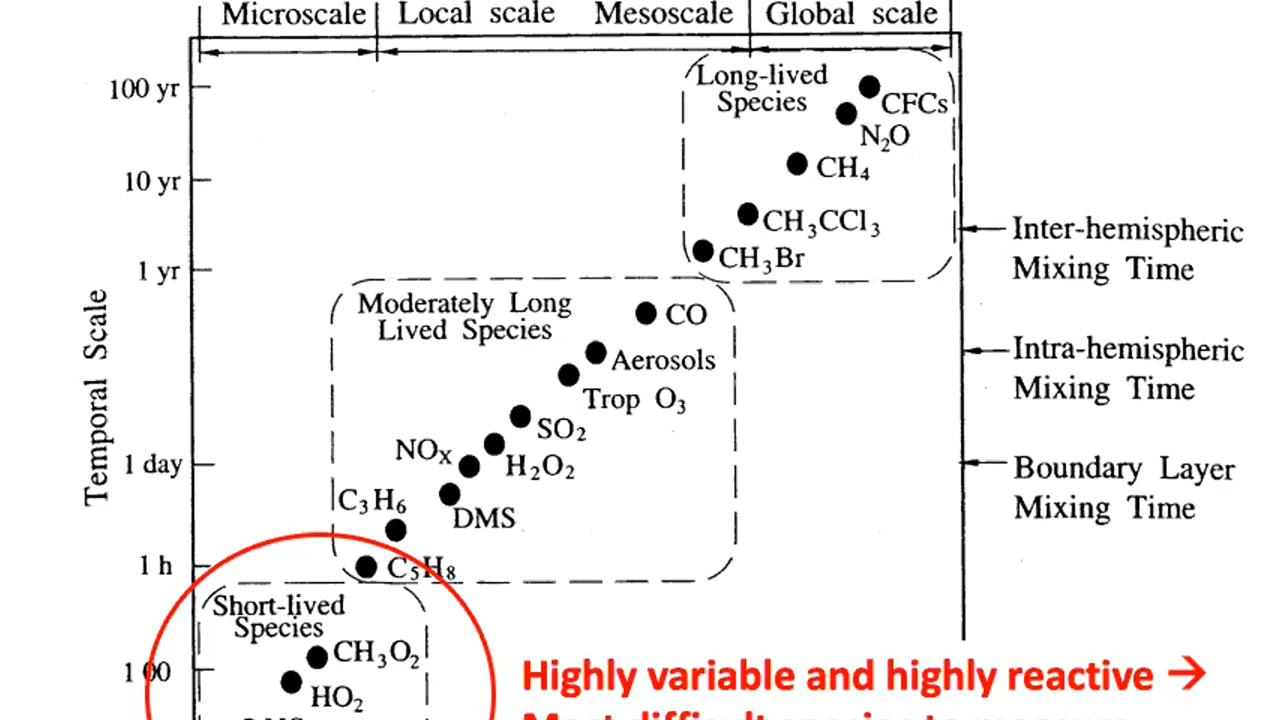 Microscale Local scale Mesoscale Global scale
100 yr
10 yr
1 yr
1 day
1 h
Temporal Scale
Long-lived
Species
CFCs
N₂O
CH₄
CH₃CCl₃
CH₃Br
Moderately Long
Lived Species
CO
Aerosols
Trop O₃
SO₂
NOx
H₂O₂
C₃H₆
DMS
C₅H₈
Short-lived
Species
CH₃O₂
HO₂
Inter-hemispheric
Mixing Time
Intra-hemispheric
Mixing Time
Boundary Layer
Mixing Time
Highly variable and highly reactive →